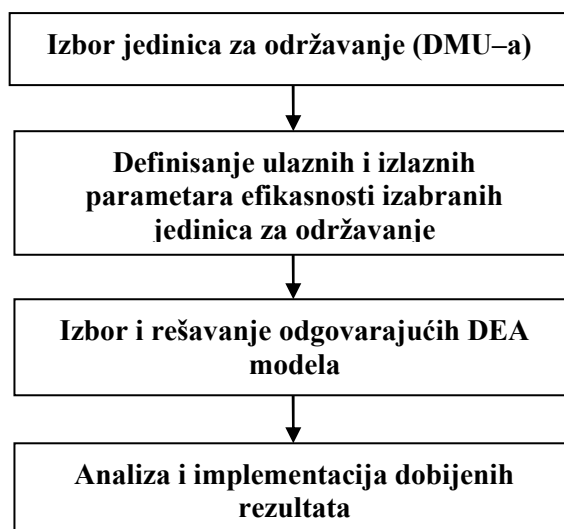 Izbor jedinica za održavanje (DMU–a)
Definisanje ulaznih i izlaznih
parametara efikasnosti izabranih
jedinica za održavanje
Izbor i rešavanje odgovarajućih DEA
modela
Analiza i implementacija dobijenih
rezultata